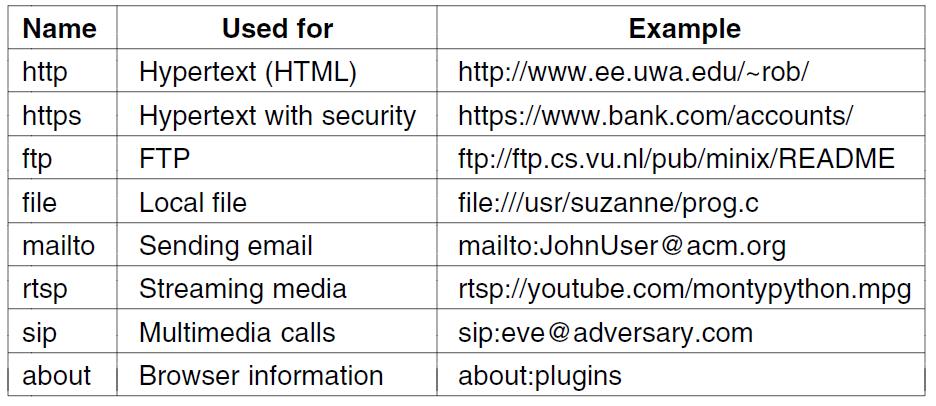 Name Used for Example
http Hypertext (HTML) http://www.ee.uwa.edu/~rob/
https Hypertext with security https://www.bank.com/accounts/
ftp FTP ftp://ftp.cs.vu.nl/pub/minix/README
file Local file file:///usr/suzanne/prog.c
mailto Sending email mailto:JohnUser@acm.org
rtsp Streaming media rtsp://youtube.com/montypython.mpg
sip Multimedia calls sip:eve@adversary.com
about Browser information about:plugins